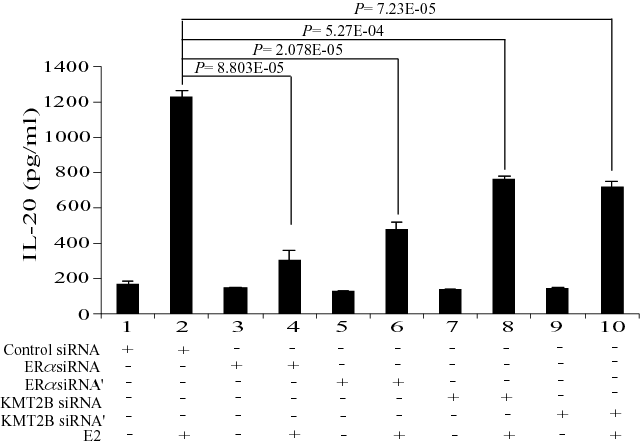 P= 7.23E-05
P= 5.27E-04
P= 2.078E-05
P= 8.803E-05
IL-20 (pg/ml)
1400
1200
1000
800
600
400
200
0
1 2 3 4 5 6 7 8 9 10
Control siRNA + + - - - - - - - -
ERαsiRNA - - + + - - - - - -
ERαsiRNA' - - - - + + - - - -
KMT2B siRNA - - - - - - + + - -
KMT2B siRNA' - - - - - - - - + +
E2 - + - + - + - + - +